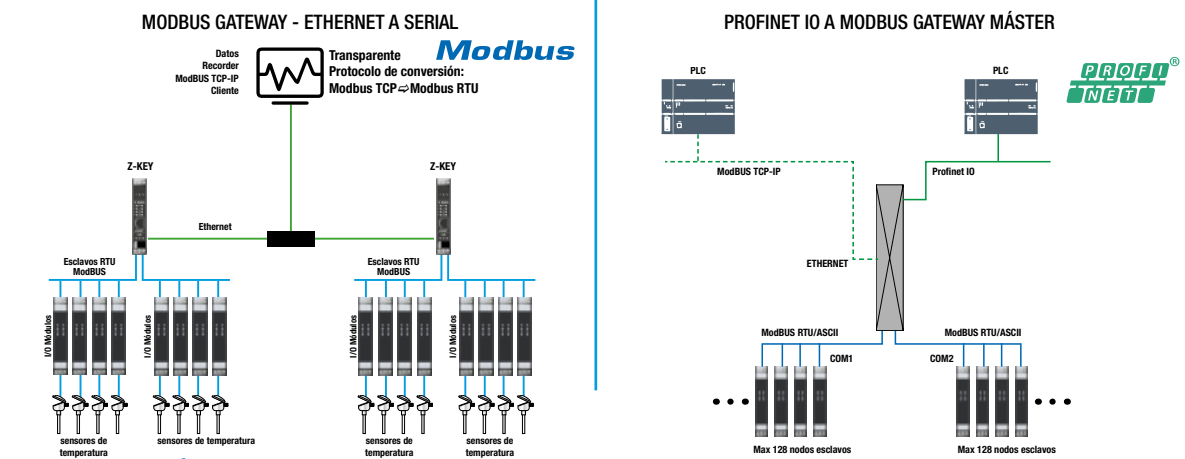 MODBUS GATEWAY - ETHERNET A SERIAL
Datos
Recorder
ModBUS TCP-IP
Cliente
Transparente
Protocolo de conversión:
Modbus TCP⇨Modbus RTU
Modbus
Z-KEY
Z-KEY
Ethernet
Esclavos RTU
ModBUS
Esclavos RTU
ModBUS
I/O Módulos
I/O Módulos
I/O Módulos
I/O Módulos
sensores de
temperatura
sensores de temperatura
sensores de
temperatura
sensores de
temperatura
PROFINET IO A MODBUS GATEWAY MÁSTER
PLC
PLC
PROFI
NET®
ModBUS TCP-IP
Profinet IO
ETHERNET
ModBUS RTU/ASCII
ModBUS RTU/ASCII
COM1
COM2
Max 128 nodos esclavos
Max 128 nodos esclavos